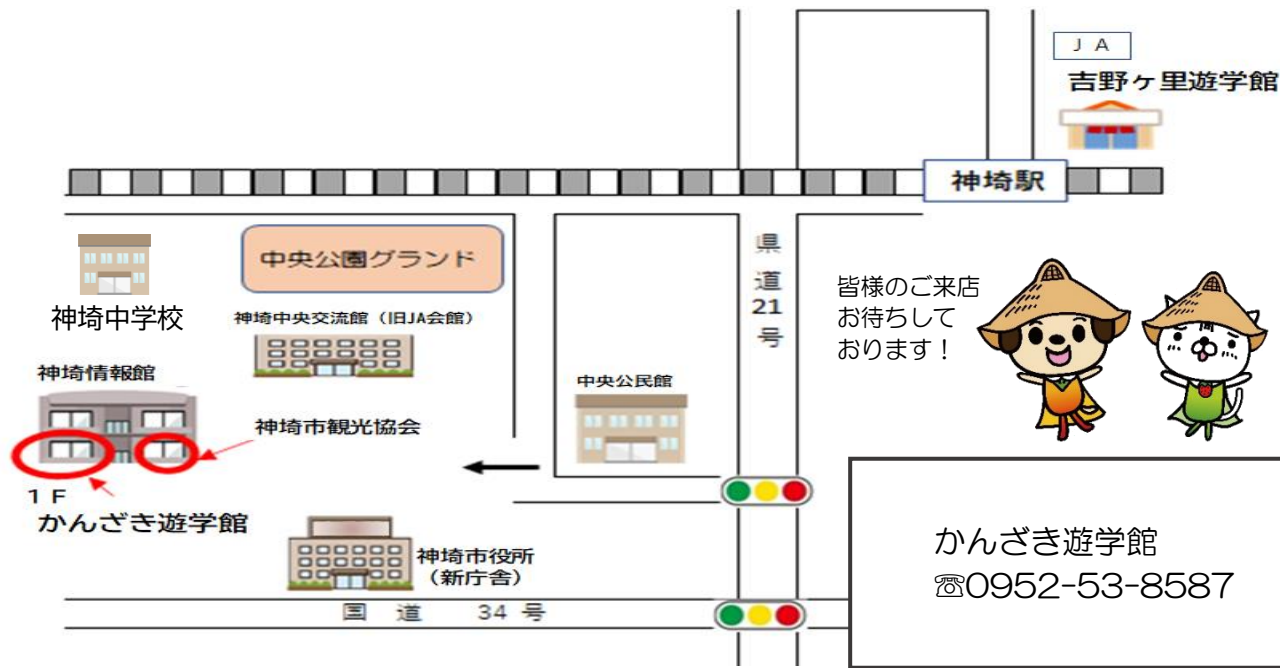 JA
吉野ヶ里遊学館
神埼駅
中央公園グランド
県道21号
神埼中学校
神埼中央交流館（旧JA会館）
皆様のご来店
お待ちして
おります！
神埼情報館
中央公民館
神埼市観光協会
1F
かんざき遊学館
神埼市役所
（新庁舎）
国道 34号
かんざき遊学館
☏0952-53-8587